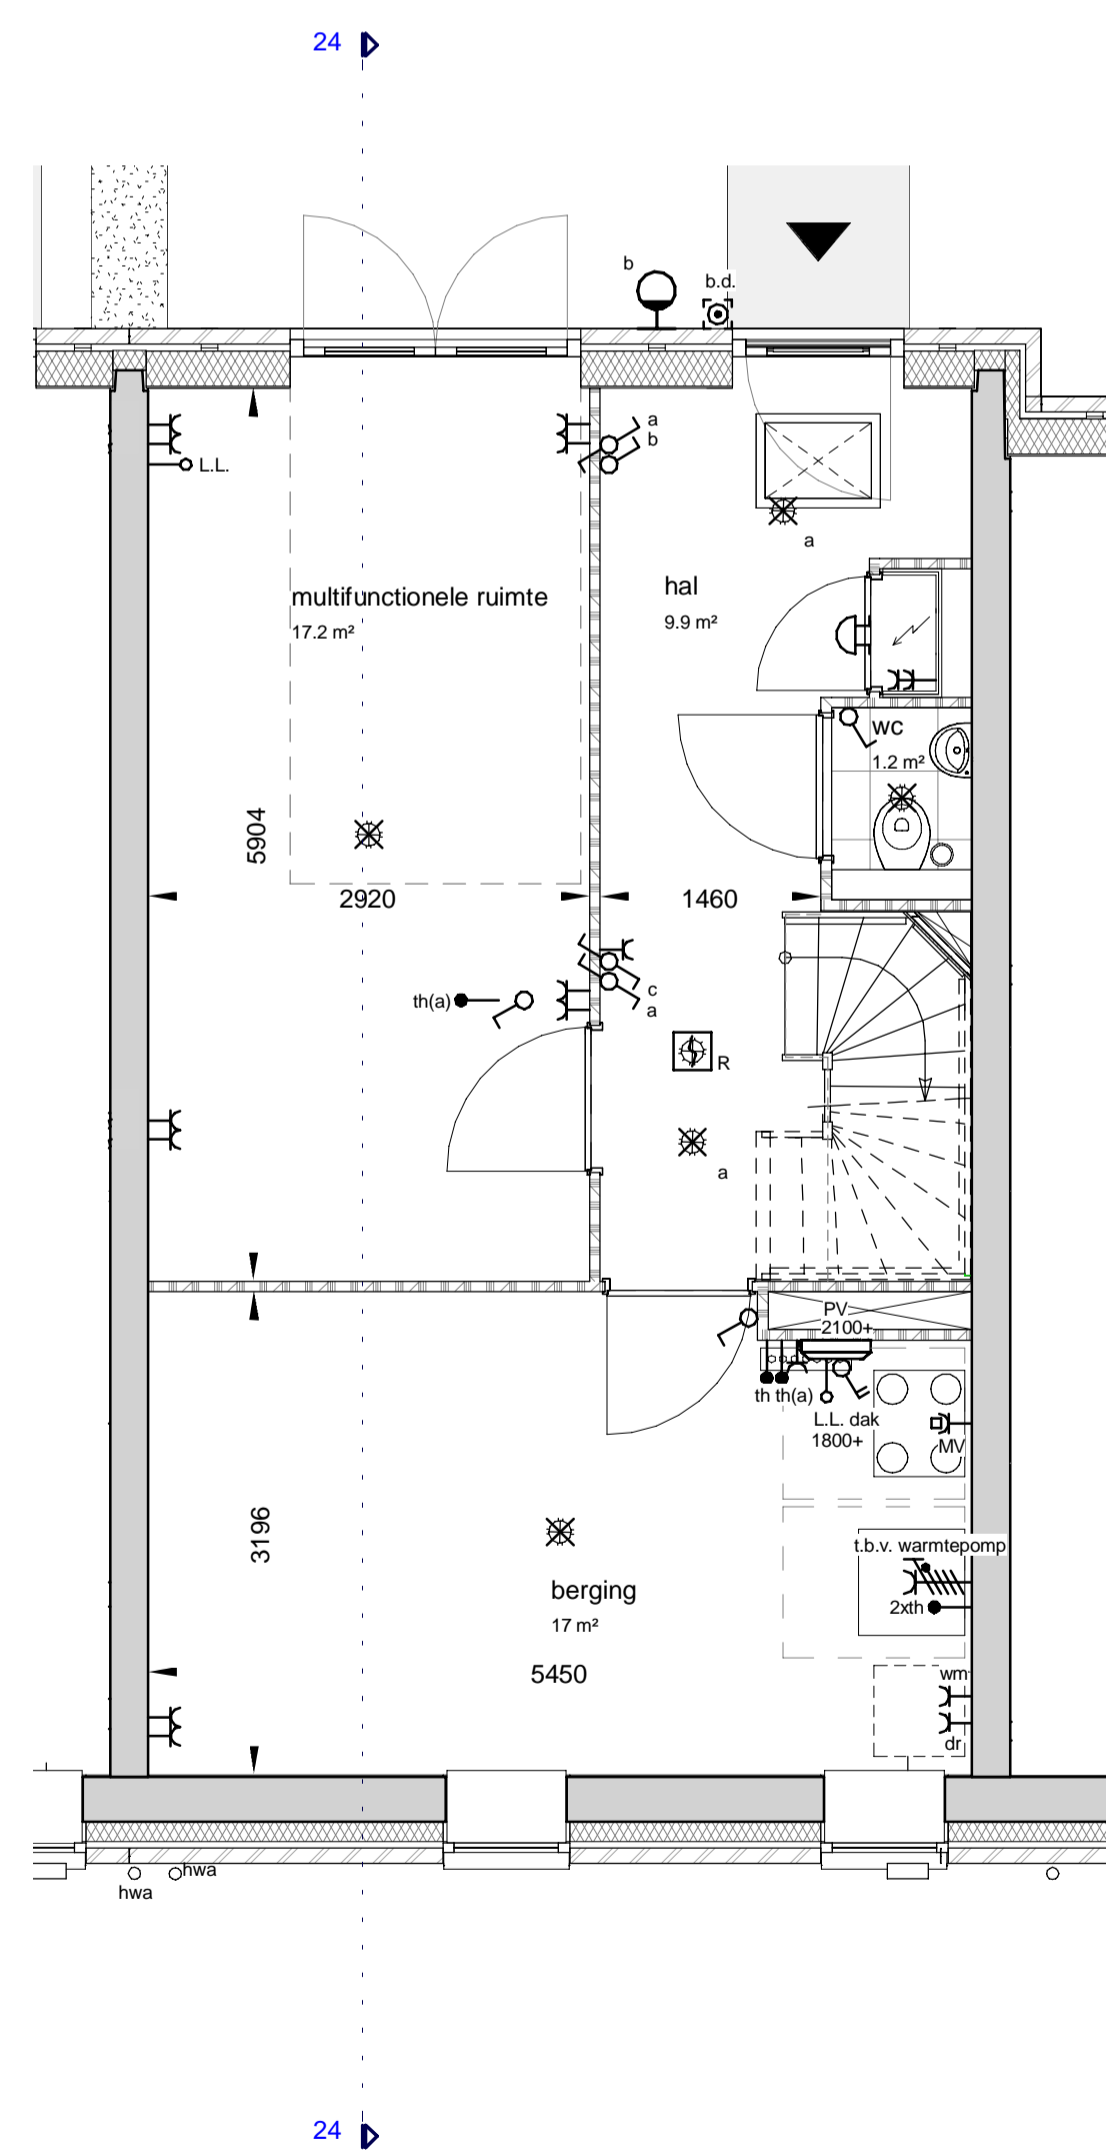 24
b
b.d.
a
b
L.L.
a
multifunctionele ruimte
17.2 m²
hal
9.9 m²
wc
1.2 m²
5904
2920
1460
th(a)
c
a
R
a
PV
2100+
th th(a)
L.L. dak
1800+
MV
3196
t.b.v. warmtepomp
berging
2xth
17 m²
5450
wm
dr
hwa
hwa
24